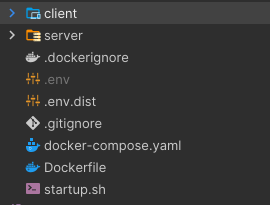 client
server
.dockerignore
.env
.env.dist
.gitignore
docker-compose.yaml
Dockerfile
startup.sh